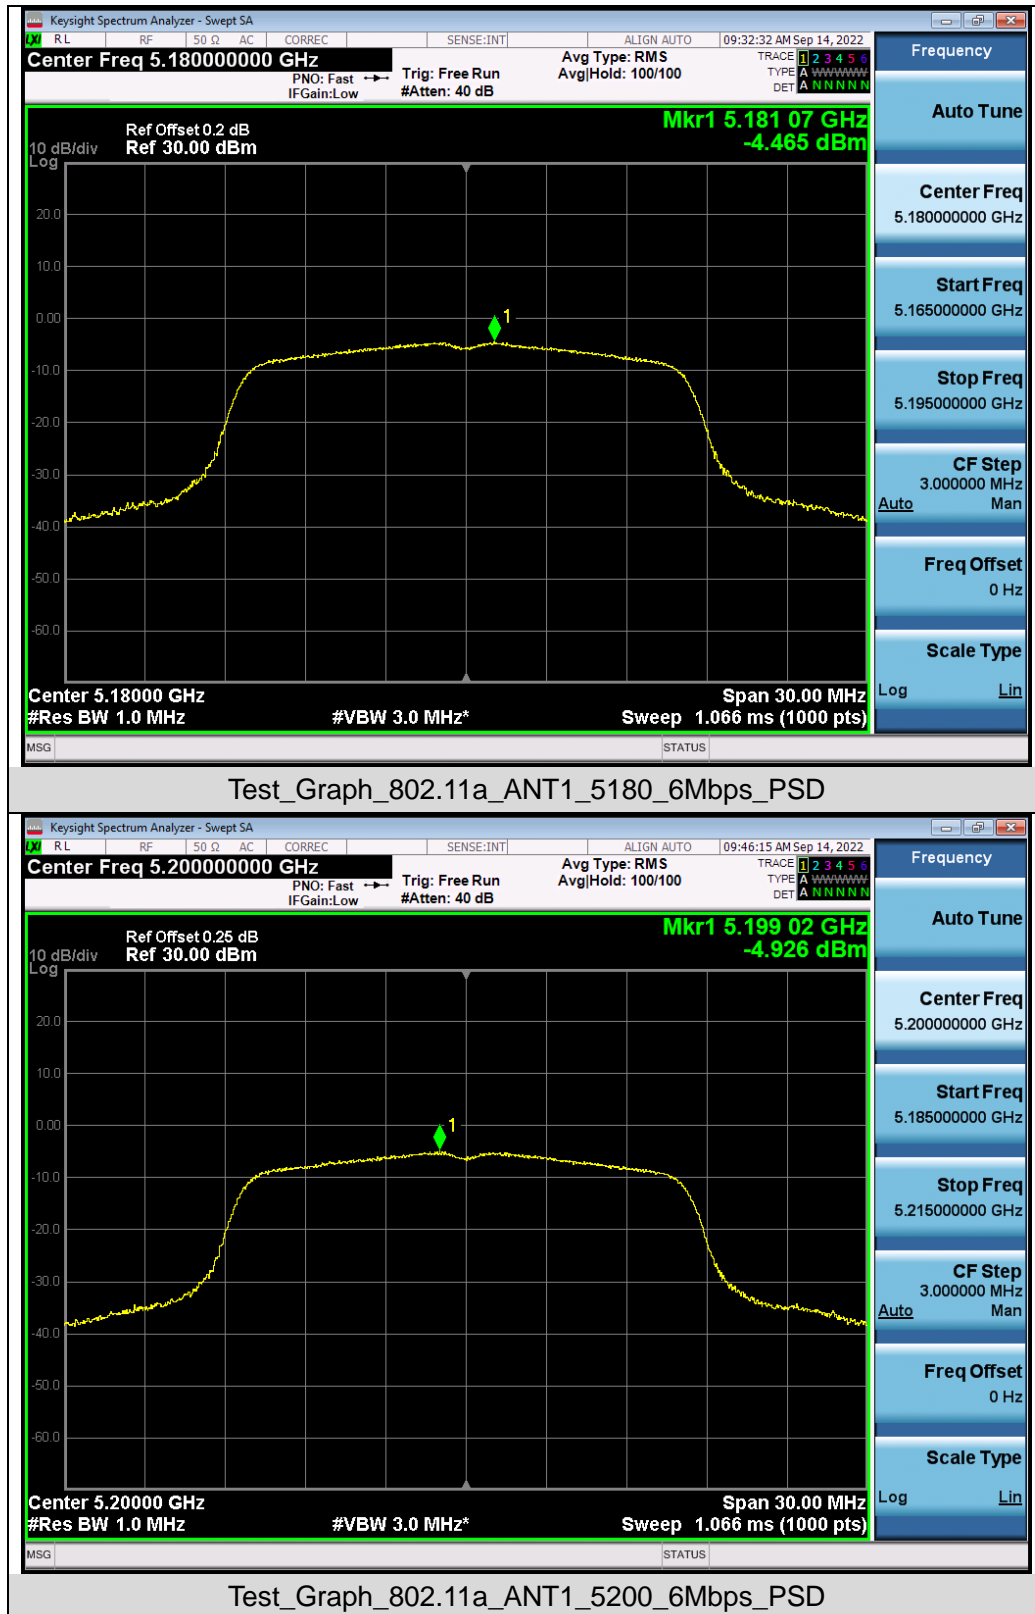 Keysight Spectrum Analyzer - Swept SA
LXI RL RF 50 Ω AC CORREC SENSE:INT ALIGN AUTO 09:32:32 AM Sep 14, 2022
Center Freq 5.180000000 GHz
PNO: Fast
IFGain:Low
Trig: Free Run
#Atten: 40 dB
Avg Type: RMS
Avg|Hold: 100/100
TRACE 1 2 3 4 5 6
TYPE A WWWWW
DET A N N N N N
Frequency
Auto Tune
Center Freq
5.180000000 GHz
Start Freq
5.165000000 GHz
Stop Freq
5.195000000 GHz
CF Step
3.000000 MHz
Auto Man
Freq Offset
0 Hz
Scale Type
Log Lin
Ref Offset 0.2 dB
10 dB/div Ref 30.00 dBm
Log
Mkr1 5.181 07 GHz
-4.465 dBm
20.0
10.0
0.00
1
-10.0
-20.0
-30.0
-40.0
-50.0
-60.0
Center 5.18000 GHz Span 30.00 MHz
#Res BW 1.0 MHz #VBW 3.0 MHz* Sweep 1.066 ms (1000 pts)
MSG STATUS
Test_Graph_802.11a_ANT1_5180_6Mbps_PSD
Keysight Spectrum Analyzer - Swept SA
LXI RL RF 50 Ω AC CORREC SENSE:INT ALIGN AUTO 09:46:15 AM Sep 14, 2022
Center Freq 5.200000000 GHz
PNO: Fast
IFGain:Low
Trig: Free Run
#Atten: 40 dB
Avg Type: RMS
Avg|Hold: 100/100
TRACE 1 2 3 4 5 6
TYPE A WWWWW
DET A N N N N N
Frequency
Auto Tune
Center Freq
5.200000000 GHz
Start Freq
5.185000000 GHz
Stop Freq
5.215000000 GHz
CF Step
3.000000 MHz
Auto Man
Freq Offset
0 Hz
Scale Type
Log Lin
Ref Offset 0.25 dB
10 dB/div Ref 30.00 dBm
Log
Mkr1 5.199 02 GHz
-4.926 dBm
20.0
10.0
0.00
1
-10.0
-20.0
-30.0
-40.0
-50.0
-60.0
Center 5.20000 GHz Span 30.00 MHz
#Res BW 1.0 MHz #VBW 3.0 MHz* Sweep 1.066 ms (1000 pts)
MSG STATUS
Test_Graph_802.11a_ANT1_5200_6Mbps_PSD